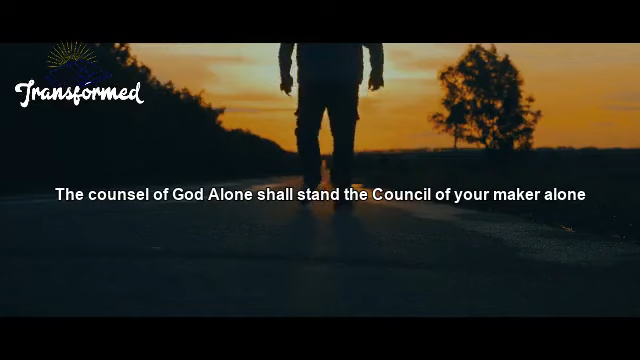 Transformed
The counsel of God Alone shall stand the Council of your maker alone